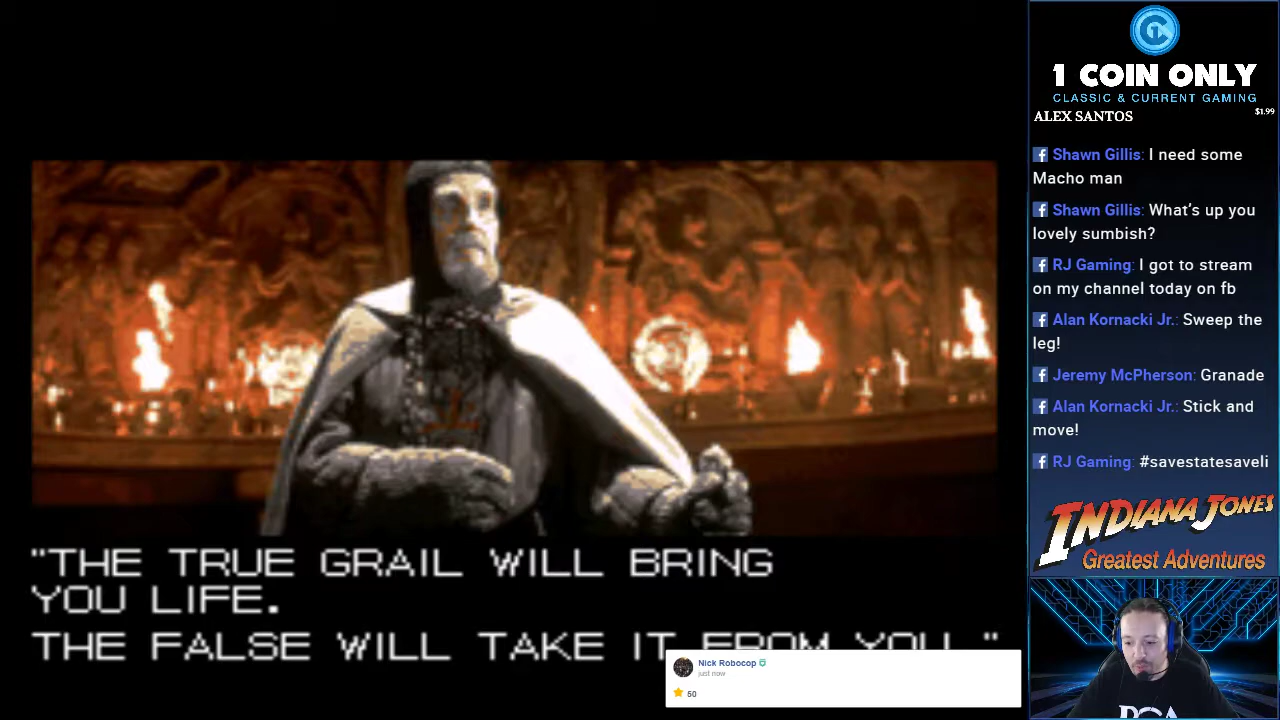 1 COIN ONLY
CLASSIC & CURRENT GAMING
ALEX SANTOS $1.99
Shawn Gillis: I need some
Macho man
Shawn Gillis: What's up you
lovely sumbish?
RJ Gaming: I got to stream
on my channel today on fb
Alan Kornacki Jr.: Sweep the
leg!
Jeremy McPherson: Granade
Alan Kornacki Jr.: Stick and
move!
RJ Gaming: #savestatesaveli
INDIANA JONES
Greatest Adventures
"THE TRUE GRAIL WILL BRING
YOU LIFE.
THE FALSE WILL TAKE IT FROM YOU."
Nick Robocop
just now
50